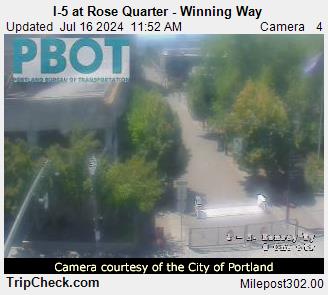 I-5 at Rose Quarter - Winning Way
Updated Jul 16 2024 11:52 AM Camera 4
PBOT
PORTLAND BUREAU OF TRANSPORTATION
Camera courtesy of the City of Portland
TripCheck.com Milepost302.00